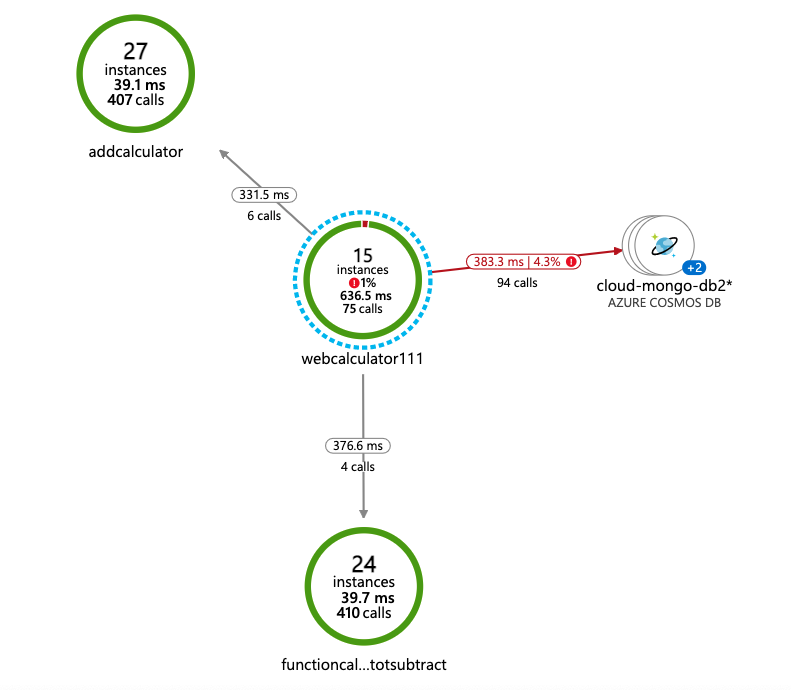 27
instances
39.1 ms
407 calls
addcalculator
331.5 ms
6 calls
15
instances
1%
636.5 ms
75 calls
webcalculator111
383.3 ms | 4.3%
94 calls
+2
cloud-mongo-db2*
AZURE COSMOS DB
376.6 ms
4 calls
24
instances
39.7 ms
410 calls
functioncal...totsubtract